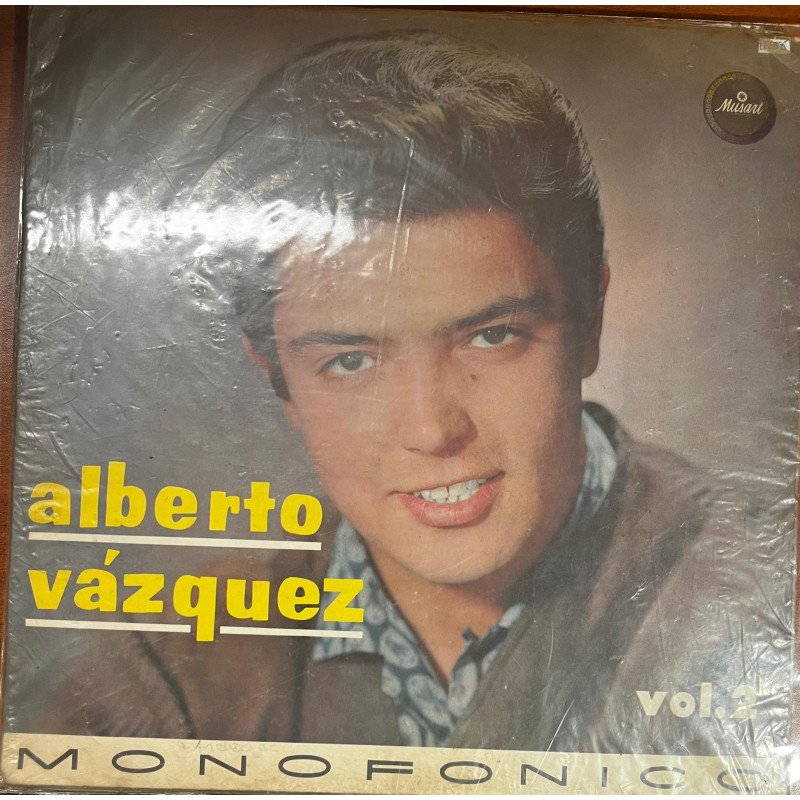 Musart
alberto
vázquez
vol.2
MONOFONICO